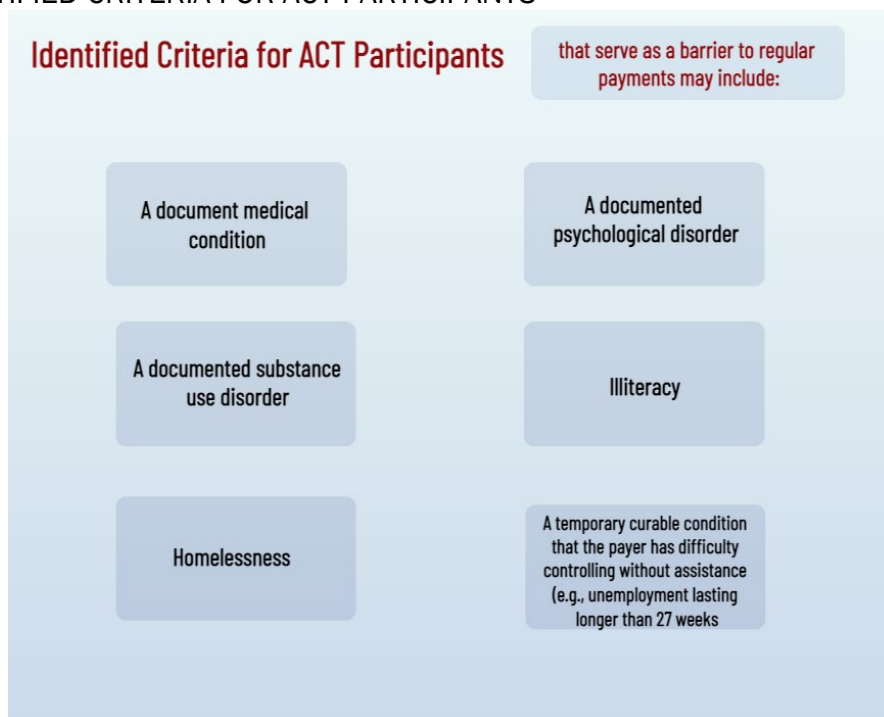 Identified Criteria for ACT Participants
that serve as a barrier to regular
payments may include:
A document medical
condition
A documented
psychological disorder
A documented substance
use disorder
Illiteracy
Homelessness
A temporary curable condition
that the payer has difficulty
controlling without assistance
(e.g., unemployment lasting
longer than 27 weeks